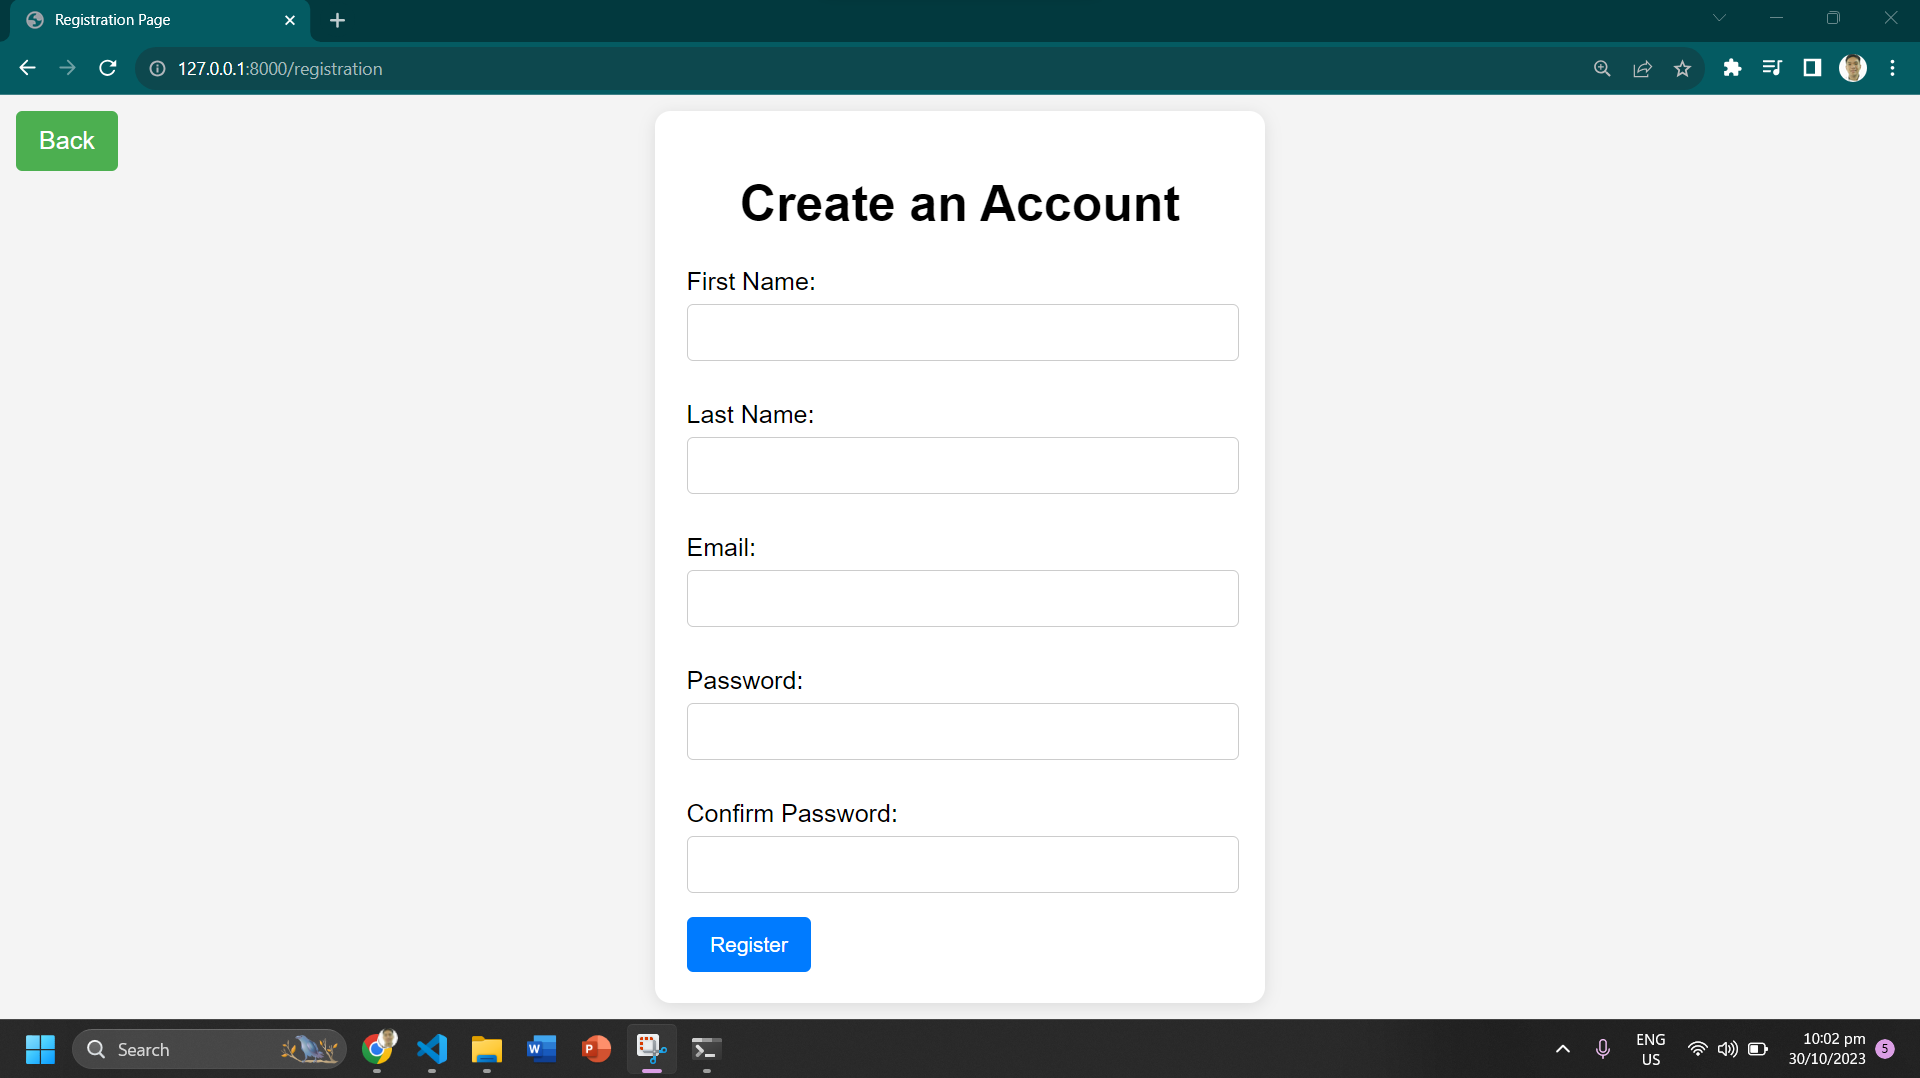 Registration Page
127.0.0.1:8000/registration
Back
Create an Account
First Name:
Last Name:
Email:
Password:
Confirm Password:
Register
Search
W
P
ENG
US
10:02 pm
30/10/2023
5